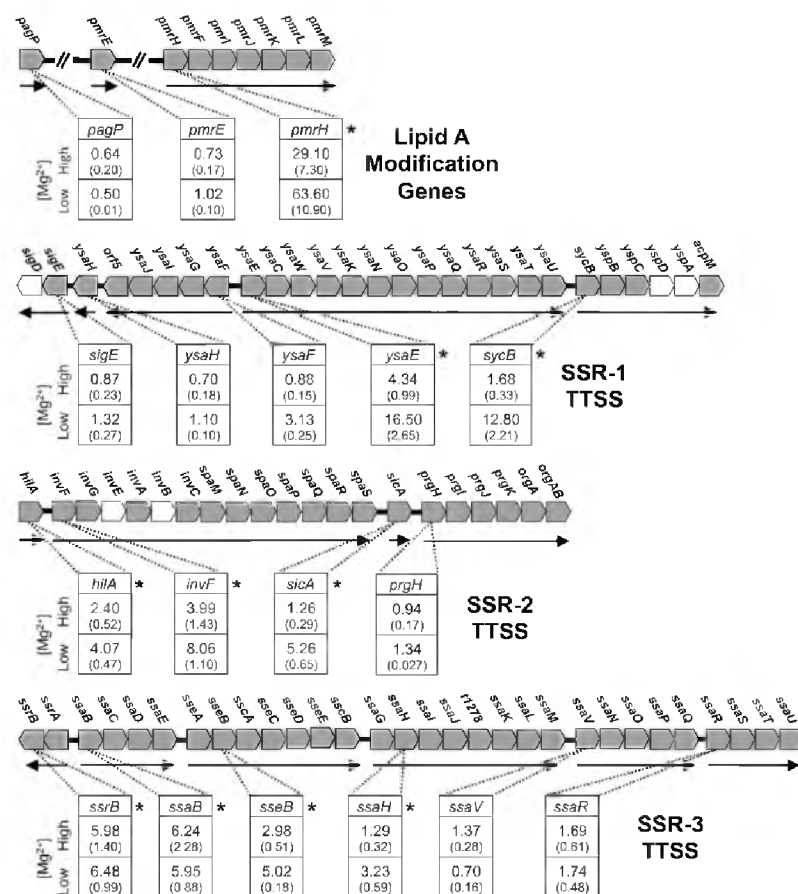 pagP pmrE pmrH pmrF pmrI pmrJ pmrK pmrL pmrM
pagP pmrE pmrH *
[Mg²⁺]
High 0.64 0.73 29.10
(0.20) (0.17) (7.30)
Low 0.50 1.02 63.60
(0.01) (0.10) (10.90)
Lipid A
Modification
Genes
sigD sigE ysaH orf5 ysaJ ysaI ysaG ysaF ysaE ysaC ysaW ysaV ysaK ysaN ysaO ysaP ysaQ ysaR ysaS ysaT ysaU sycB yspB yspC yspD yspA acpM
sigE ysaH ysaF ysaE * sycB *
[Mg²⁺]
High 0.87 0.70 0.88 4.34 1.68
(0.23) (0.18) (0.15) (0.99) (0.33)
Low 1.32 1.10 3.13 16.50 12.80
(0.27) (0.10) (0.25) (2.65) (2.21)
SSR-1
TTSS
hilA invF invG invE invA invB invC spaM spaN spaO spaP spaQ spaR spaS sicA prgH prgI prgJ prgK orgA orgAB
hilA * invF * sicA * prgH
[Mg²⁺]
High 2.40 3.99 1.26 0.94
(0.52) (1.43) (0.29) (0.17)
Low 4.07 8.06 5.26 1.34
(0.47) (1.10) (0.65) (0.027)
SSR-2
TTSS
ssrB ssrA ssaB ssaC ssaD ssaE sseA sseB sscA sseC sseD sseE sscB ssaG ssaH ssaI ssaJ r1278 ssaK ssaL ssaM ssaV ssaN ssaO ssaP ssaQ ssaR ssaS ssaT ssaU
ssrB * ssaB * sseB * ssaH * ssaV ssaR
[Mg²⁺]
High 5.98 6.24 2.98 1.29 1.37 1.69
(1.40) (2.28) (0.51) (0.32) (0.28) (0.61)
Low 6.48 5.95 5.02 3.23 0.70 1.74
(0.99) (0.88) (0.18) (0.59) (0.16) (0.48)
SSR-3
TTSS